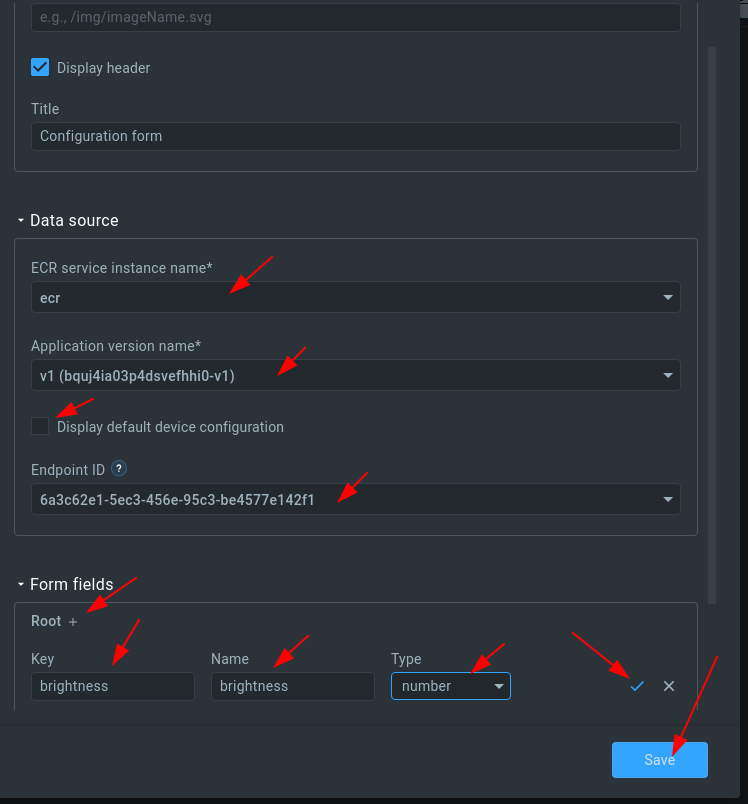 e.g., /img/imageName.svg
Display header
Title
Configuration form
Data source
ECR service instance name*
ecr
Application version name*
v1 (bquj4ia03p4dsvefhhi0-v1)
Display default device configuration
Endpoint ID ?
6a3c62e1-5ec3-456e-95c3-be4577e142f1
Form fields
Root +
Key Name Type
brightness brightness number
Save